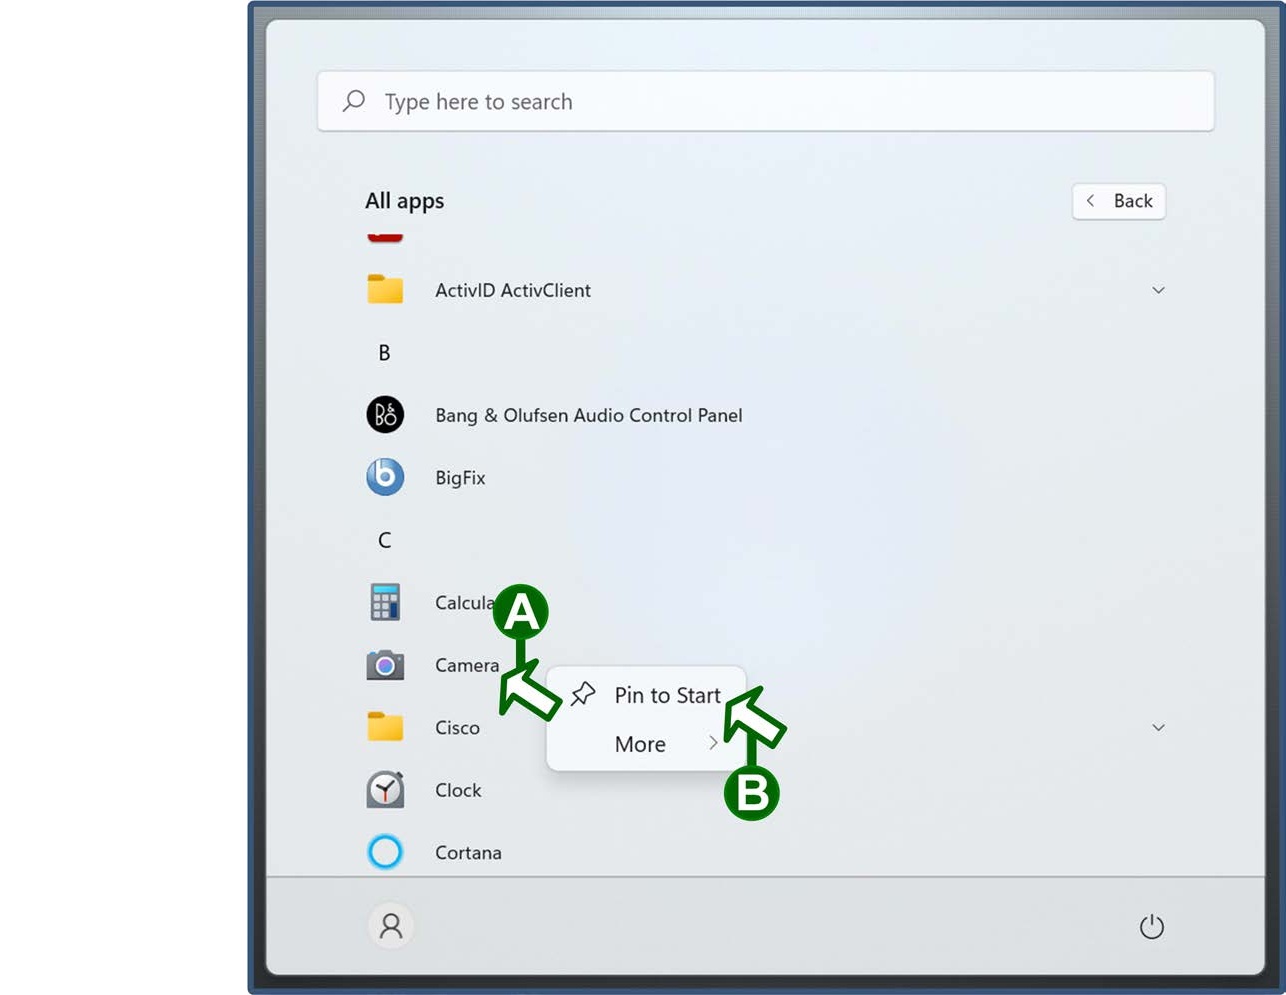 Type here to search
All apps
Back
ActivID ActivClient
B
B&O
Bang & Olufsen Audio Control Panel
b
BigFix
C
Calcula
A
Camera
Pin to Start
Cisco
More
Clock
B
Cortana